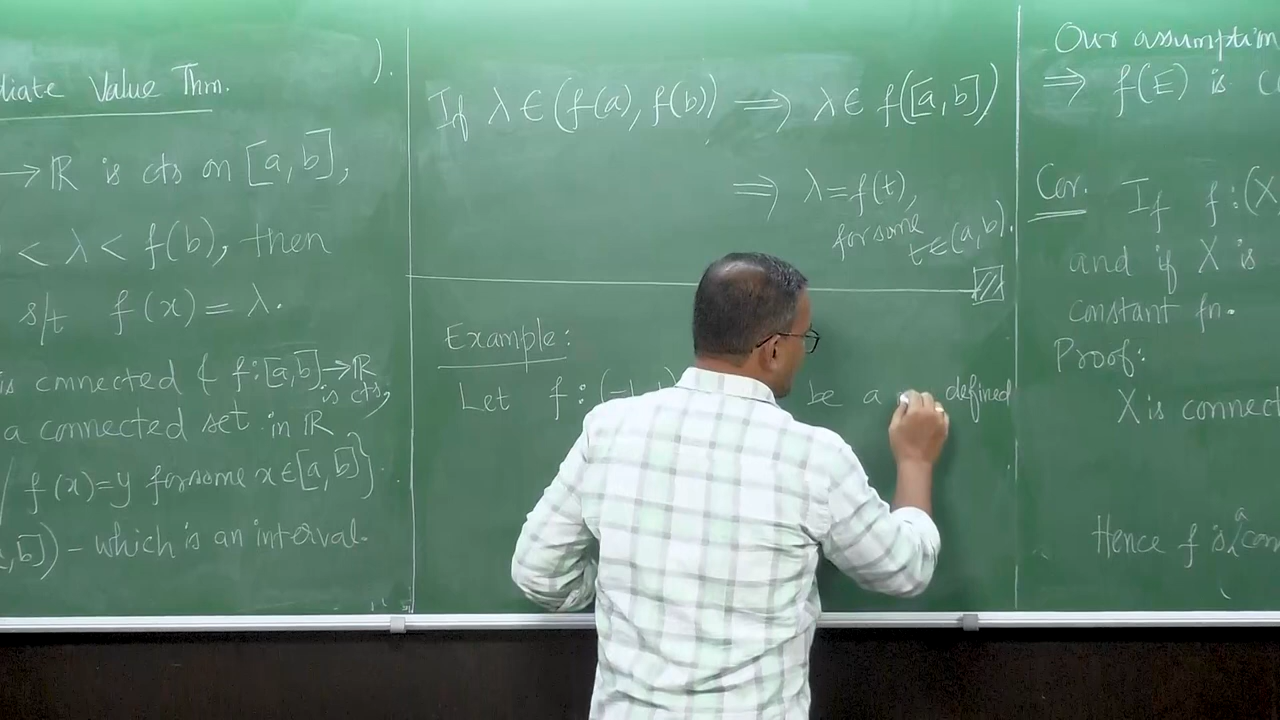 diate Value Thm.
).
→ ℝ is cts on [a,b],
< λ < f(b), then
s/t f(x) = λ.
is connected & f:[a,b]→ℝ
is cts,
a connected set in ℝ
/ f(x)=y for some x∈[a,b]}.
,b]) – which is an interval.
If λ ∈ (f(a), f(b)) ⟹ λ ∈ f([a,b])
⟹ λ=f(t),
for some
t∈(a,b).
Example:
Let f: (-1, be a defined
Our assumption
⟹ f(E) is
Cor. If f:(X
and if X is
constant fn.
Proof:
X is connect
a
Hence f is con